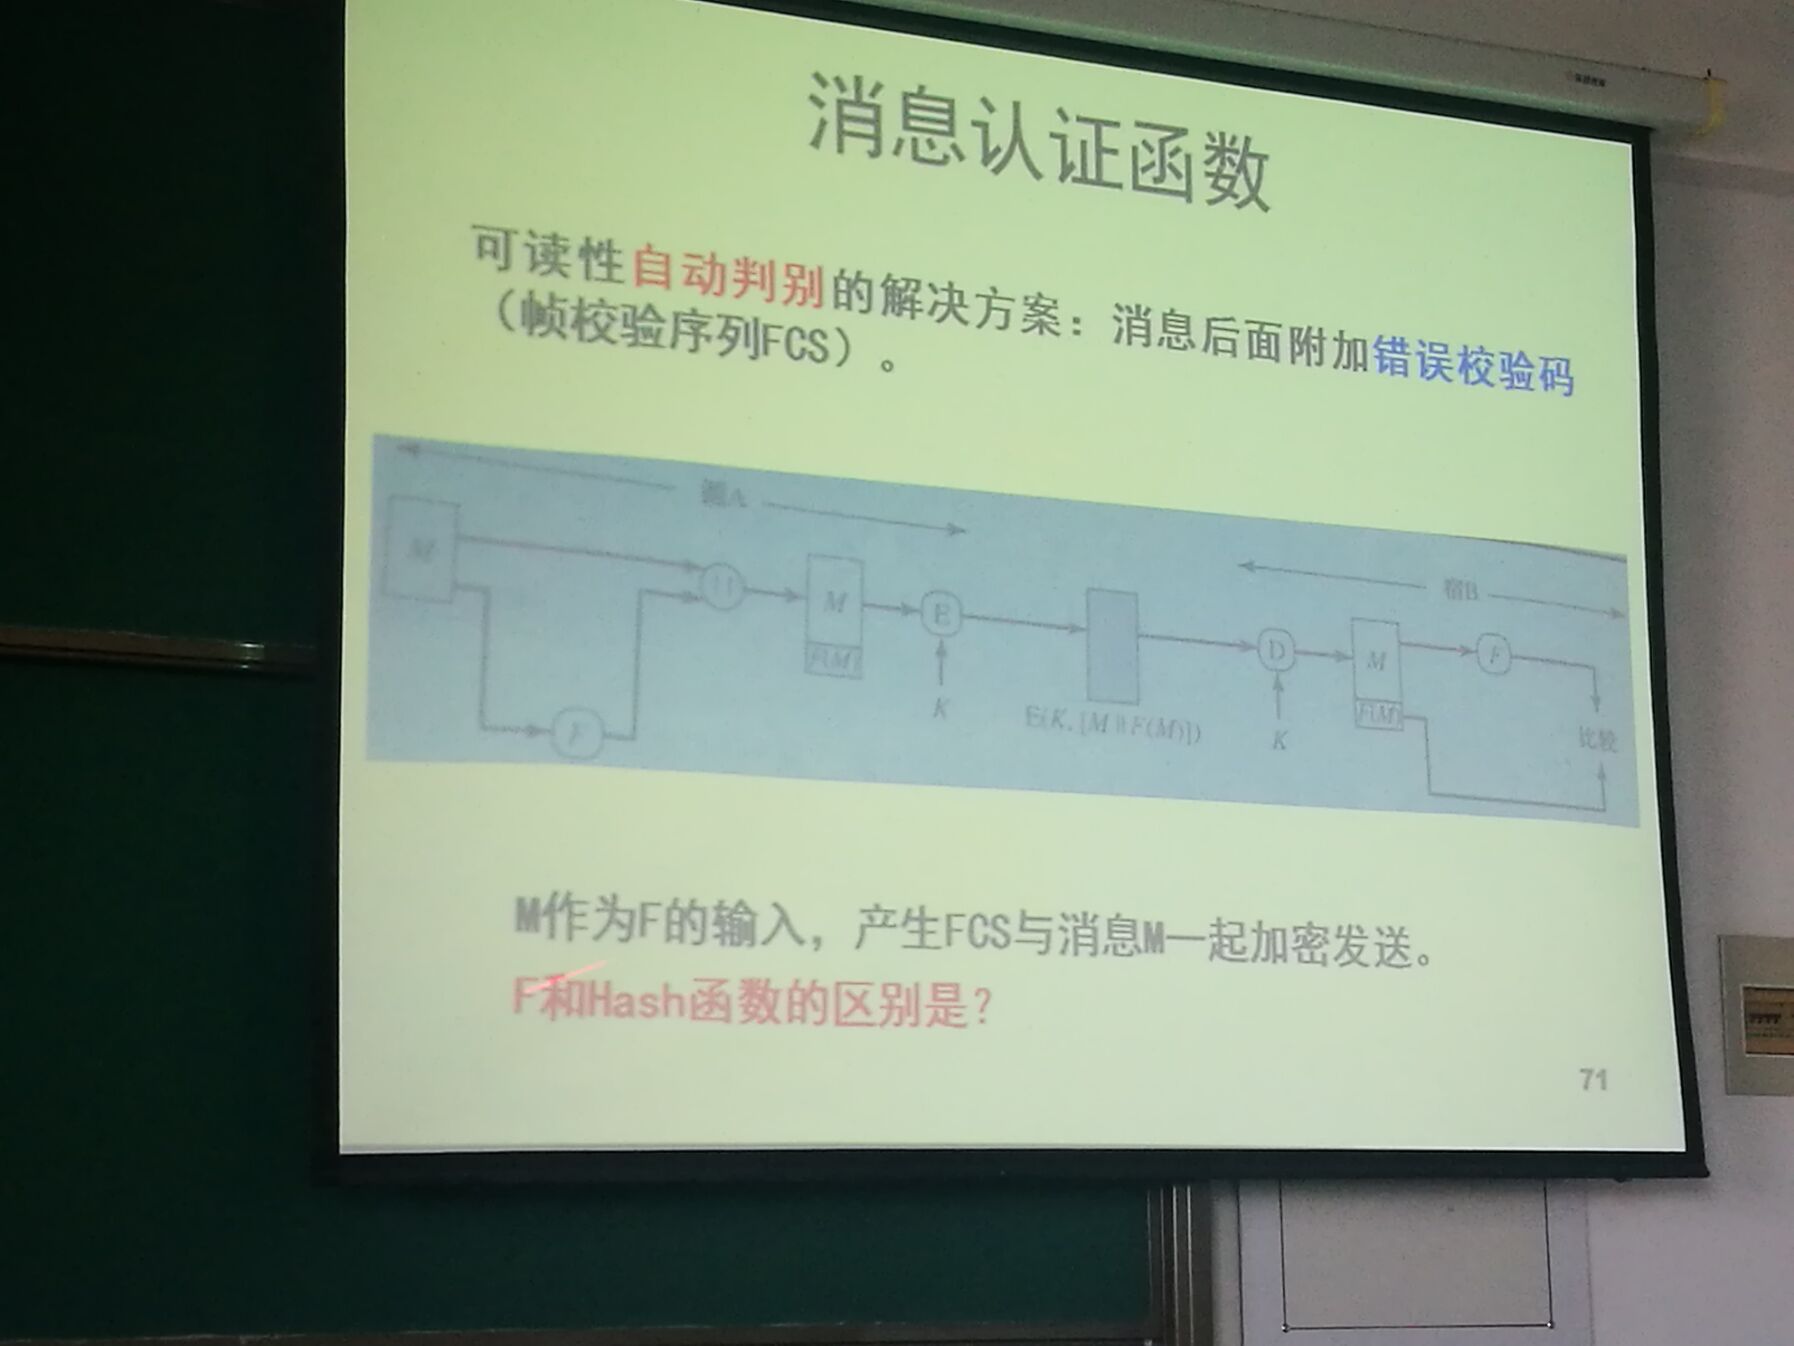 消息认证函数
可读性自动判别的解决方案：消息后面附加错误校验码
（帧校验序列FCS）。
源A
宿B
M
M
F(M)
E
K
F
E(K, [M || F(M)])
D
K
M
F(M)
F
比较
M作为F的输入，产生FCS与消息M一起加密发送。
F和Hash函数的区别是?
71